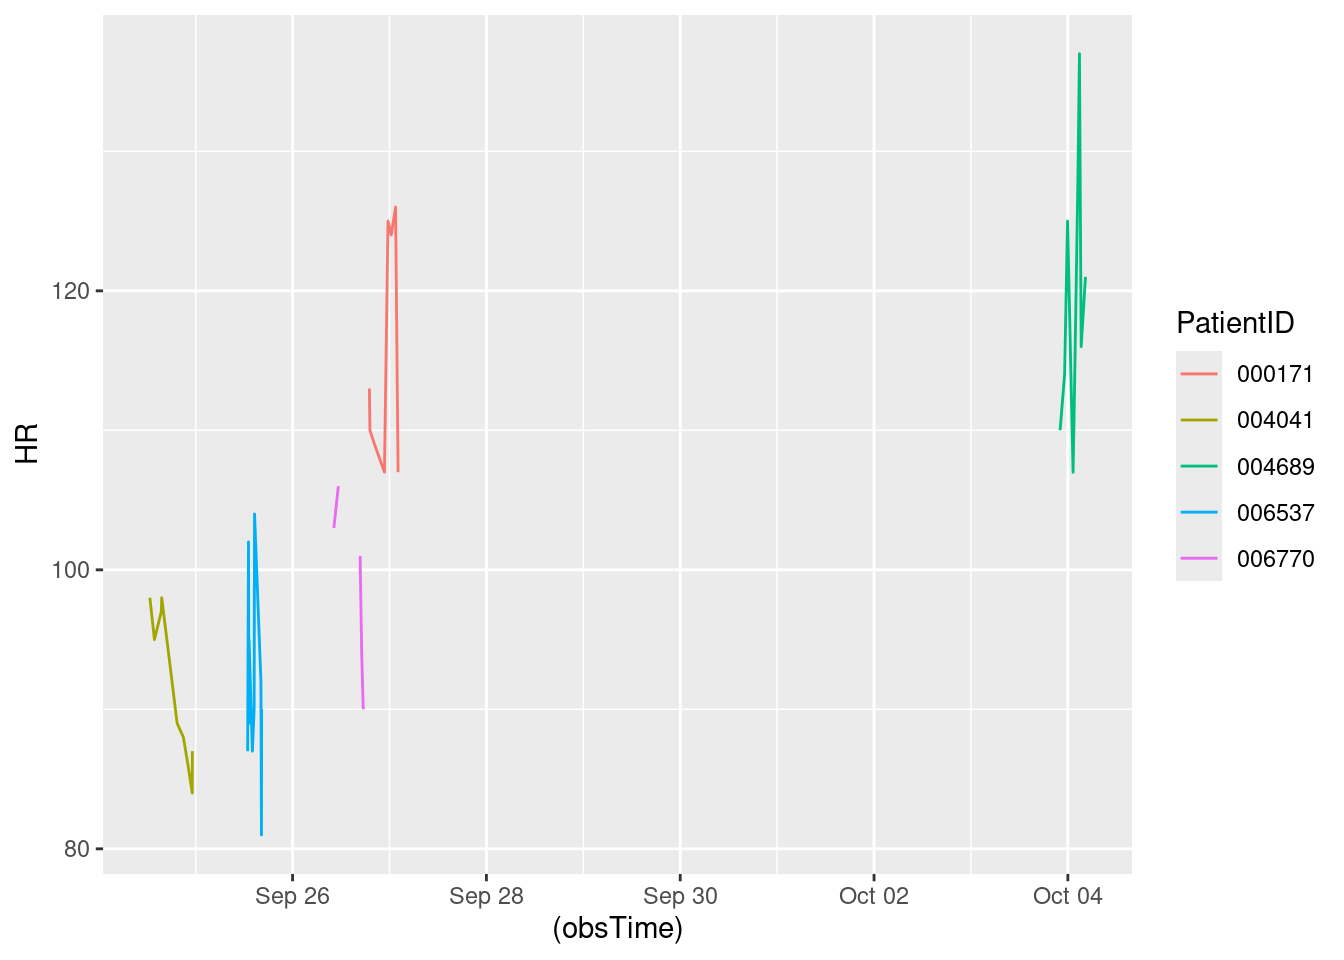 HR
120
100
80
Sep 26
Sep 28
Sep 30
Oct 02
Oct 04
(obsTime)
PatientID
000171
004041
004689
006537
006770